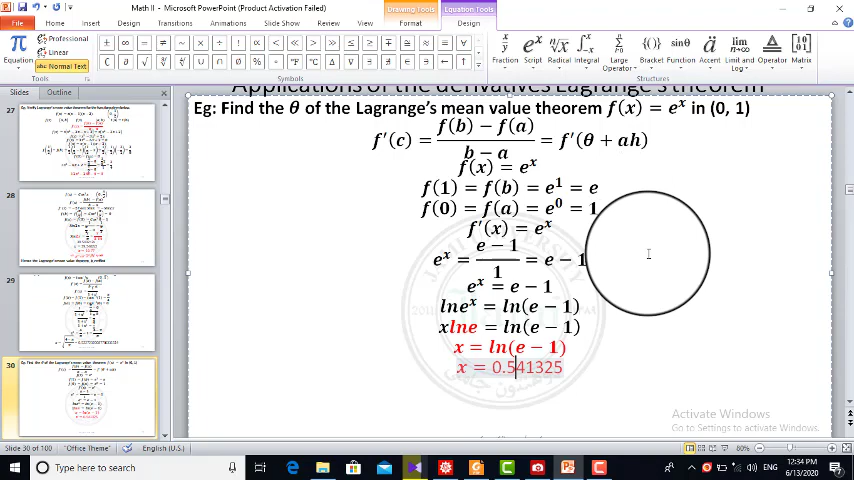 Math II - Microsoft PowerPoint (Product Activation Failed)
Drawing Tools
Equation Tools
File
Home
Insert
Design
Transitions
Animations
Slide Show
Review
View
Format
Design
Equation
Professional
Linear
abc Normal Text
Tools
Symbols
Fraction
Script
Radical
Integral
Large Operator
Bracket
Function
Accent
Limit and Log
Operator
Matrix
Structures
Slides
Outline
27
28
29
30
Applications of the derivatives Lagrange's theorem
Eg: Find the θ of the Lagrange's mean value theorem f(x) = e^x in (0, 1)
f′(c) = (f(b) − f(a))/(b − a) = f′(θ + ah)
f(x) = e^x
f(1) = f(b) = e^1 = e
f(0) = f(a) = e^0 = 1
f′(x) = e^x
e^x = (e − 1)/1 = e − 1
e^x = e − 1
lne^x = ln(e − 1)
xlne = ln(e − 1)
x = ln(e − 1)
x = 0.541325
Activate Windows
Go to Settings to activate Windows.
Slide 30 of 100
"Office Theme"
English (U.S.)
80%
Type here to search
ENG
12:34 PM
6/13/2020